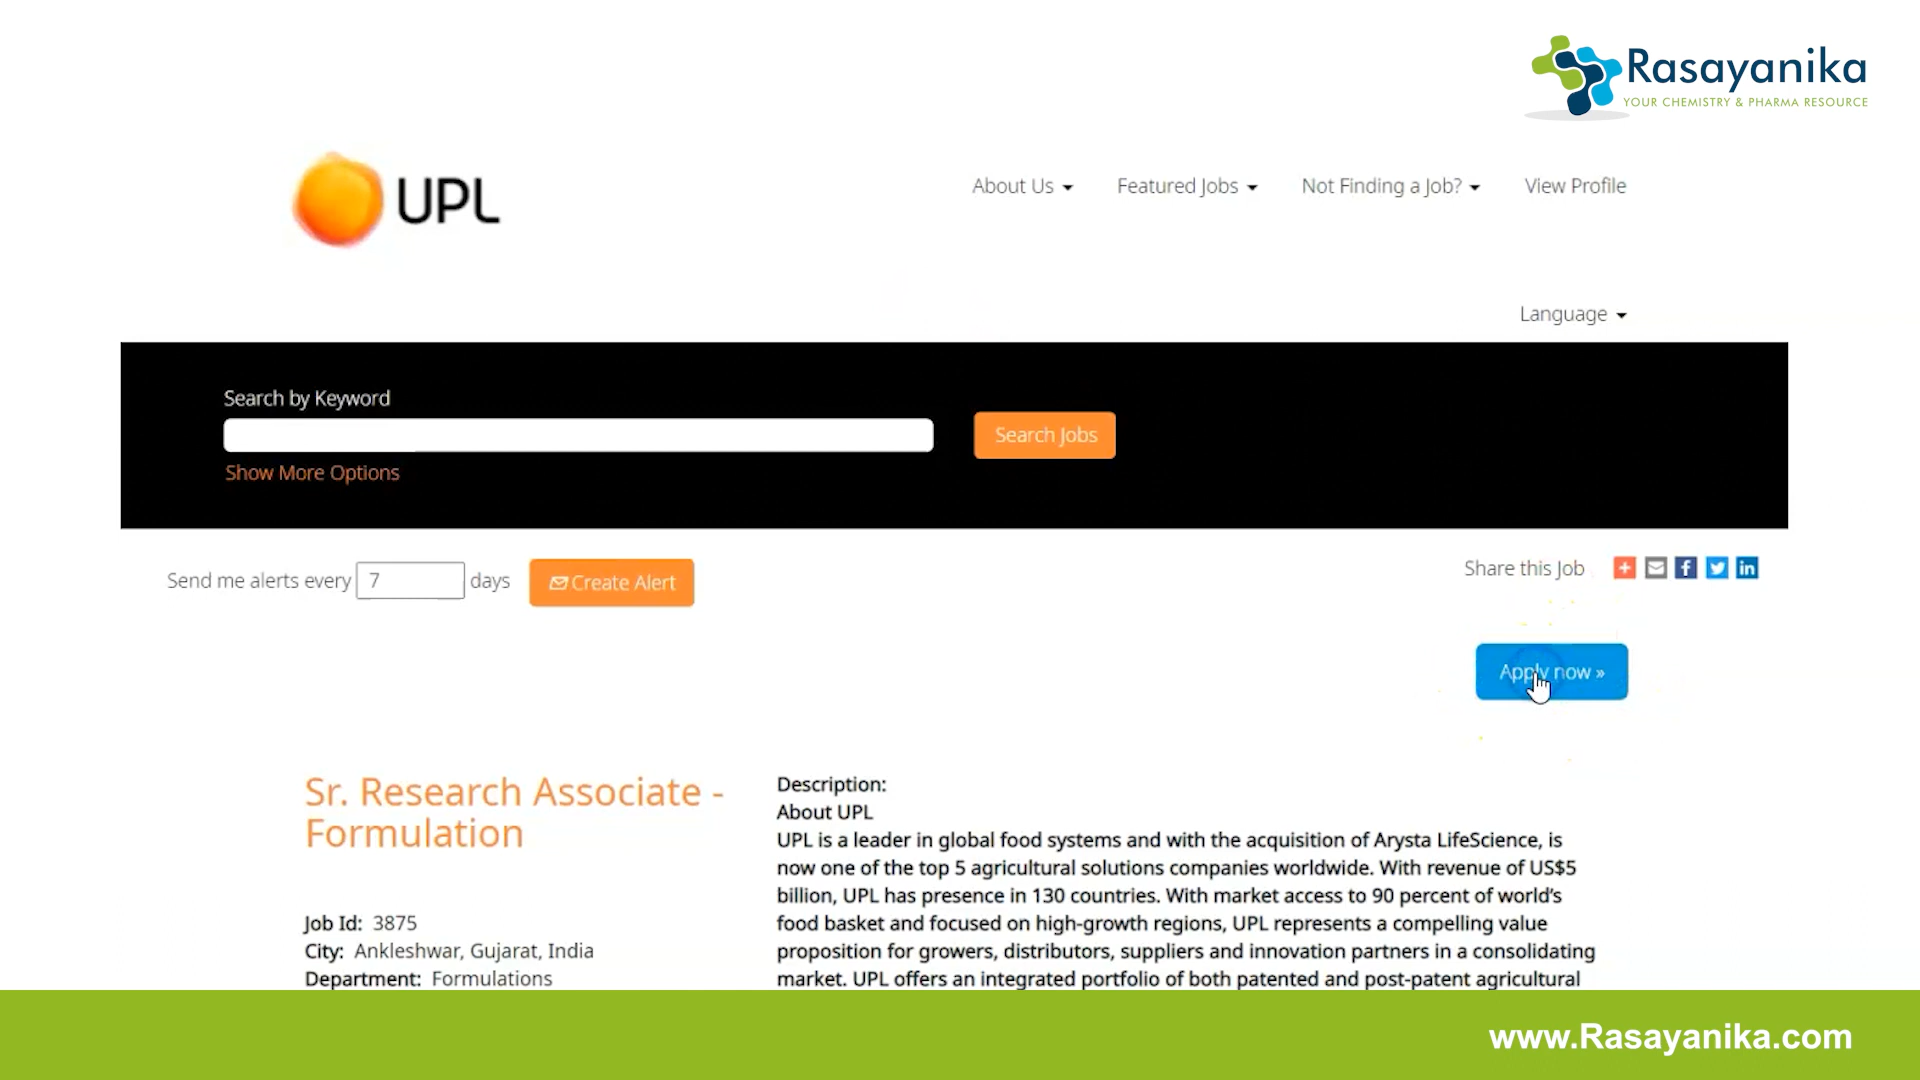 Rasayanika
YOUR CHEMISTRY & PHARMA RESOURCE
UPL
About Us
Featured Jobs
Not Finding a Job?
View Profile
Language
Search by Keyword
Search Jobs
Show More Options
Send me alerts every 7 days
Create Alert
Share this Job
Apply now »
Sr. Research Associate -
Formulation
Job Id: 3875
City: Ankleshwar, Gujarat, India
Department: Formulations
Description:
About UPL
UPL is a leader in global food systems and with the acquisition of Arysta LifeScience, is
now one of the top 5 agricultural solutions companies worldwide. With revenue of US$5
billion, UPL has presence in 130 countries. With market access to 90 percent of world’s
food basket and focused on high-growth regions, UPL represents a compelling value
proposition for growers, distributors, suppliers and innovation partners in a consolidating
market. UPL offers an integrated portfolio of both patented and post-patent agricultural
www.Rasayanika.com